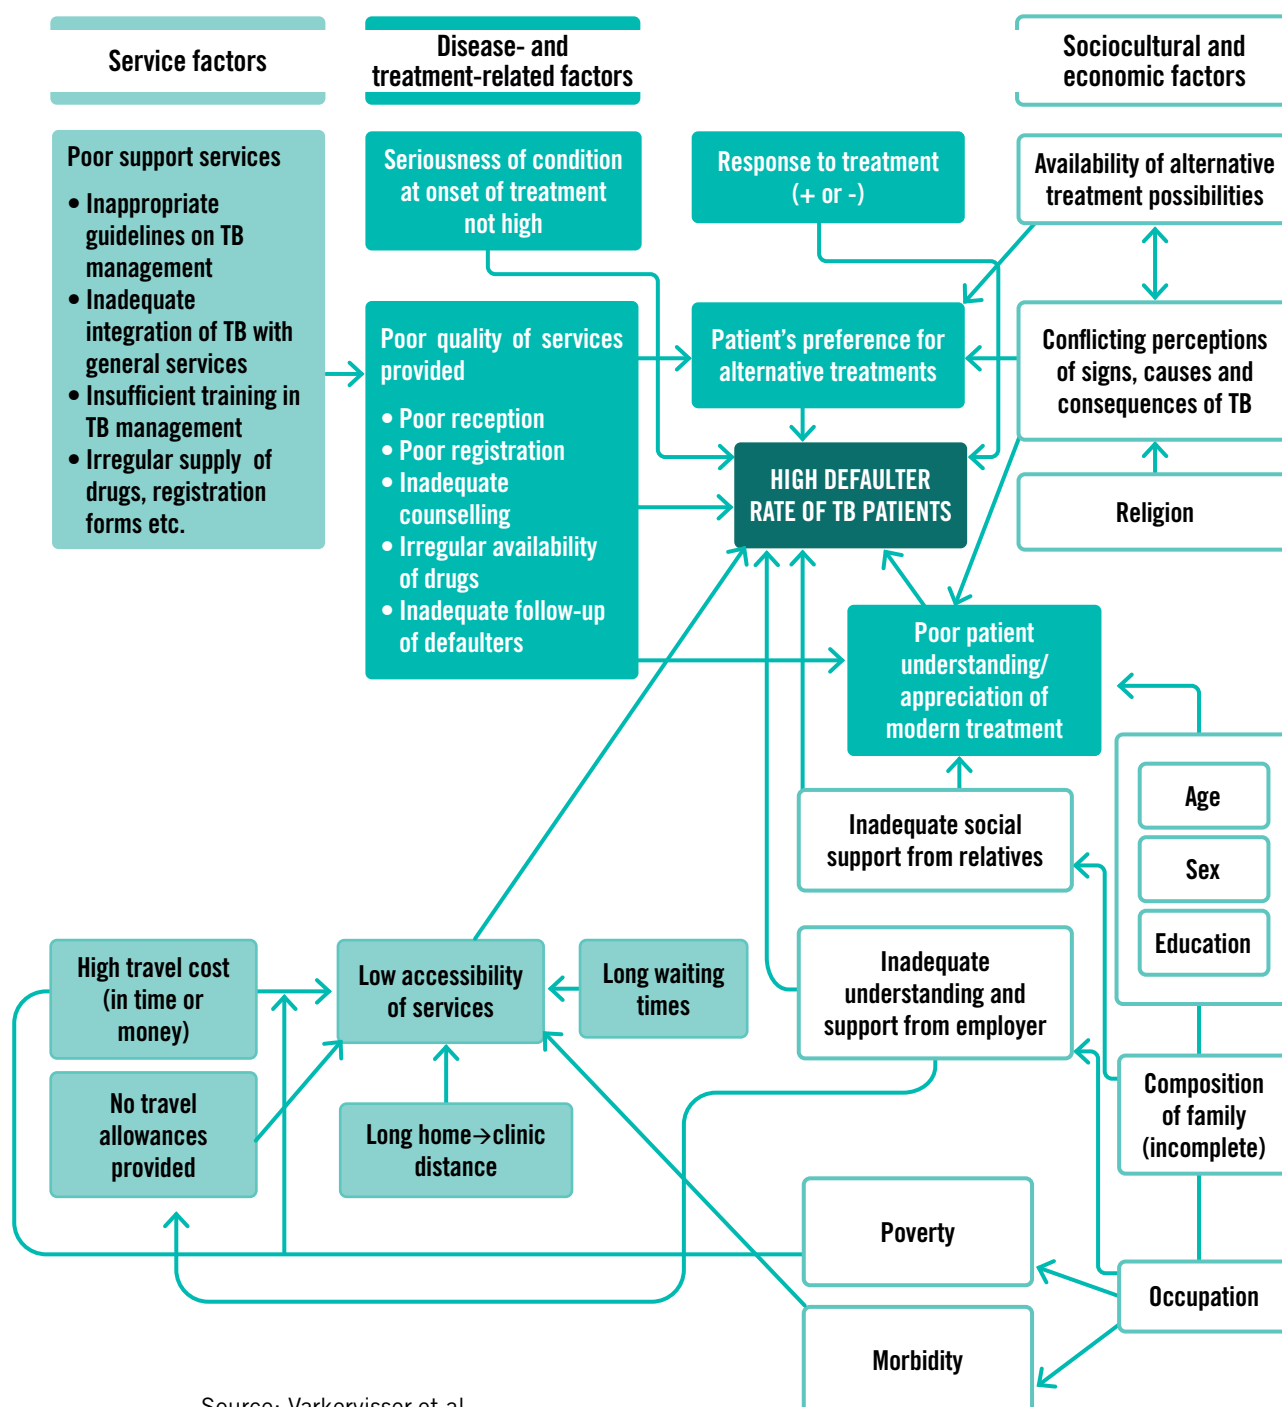 Service factors
Disease- and
treatment-related factors
Sociocultural and
economic factors
Poor support services
• Inappropriate
guidelines on TB
management
• Inadequate
integration of TB with
general services
• Insufficient training in
TB management
• Irregular supply of
drugs, registration
forms etc.
Seriousness of condition
at onset of treatment
not high
Response to treatment
(+ or -)
Availability of alternative
treatment possibilities
Poor quality of services
provided
• Poor reception
• Poor registration
• Inadequate
counselling
• Irregular availability
of drugs
• Inadequate follow-up
of defaulters
Patient's preference for
alternative treatments
Conflicting perceptions
of signs, causes and
consequences of TB
HIGH DEFAULTER
RATE OF TB PATIENTS
Religion
Poor patient
understanding/
appreciation of
modern treatment
Age
Sex
Education
Inadequate social
support from relatives
High travel cost
(in time or
money)
Low accessibility
of services
Long waiting
times
Inadequate
understanding and
support from employer
No travel
allowances
provided
Long home→clinic
distance
Composition
of family
(incomplete)
Poverty
Occupation
Morbidity
Source: Varkervisser et al